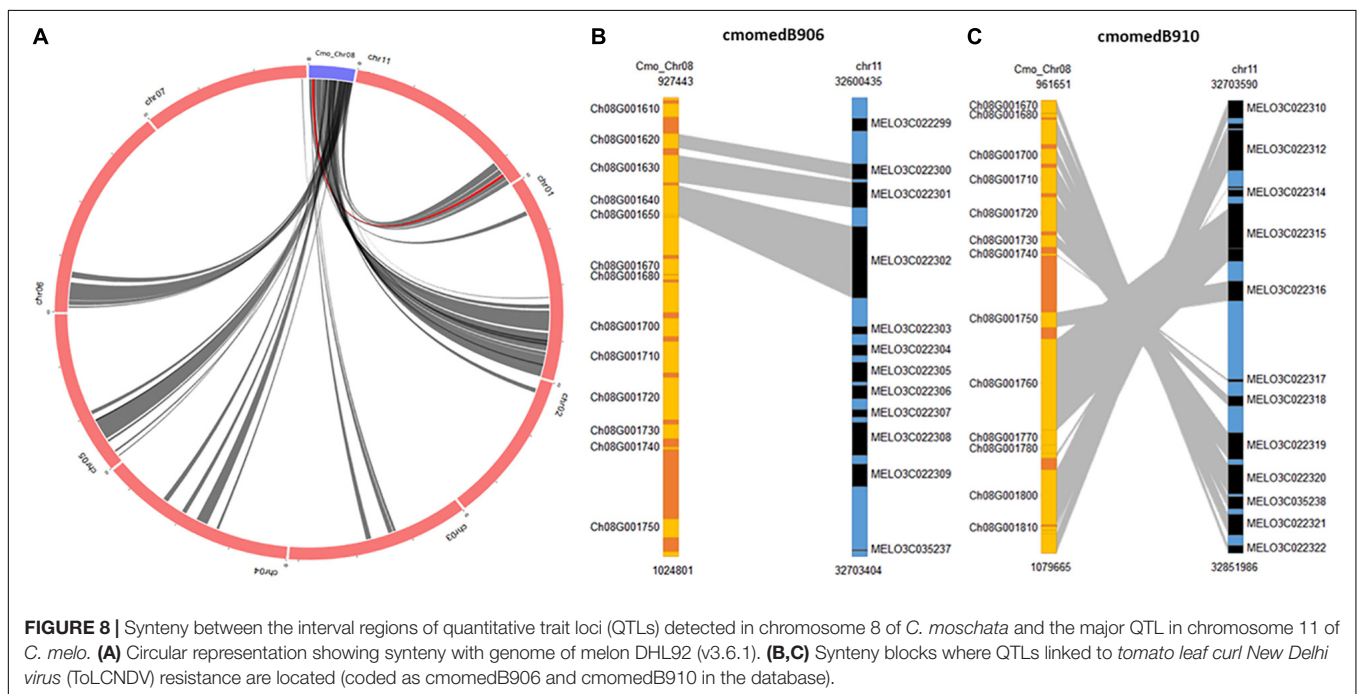 A
Cmo_Chr08
chr11
chr07
chr01
chr06
chr02
chr05
chr03
chr04
B
cmomedB906
Cmo_Chr08
927443
chr11
32600435
Ch08G001610
Ch08G001620
Ch08G001630
Ch08G001640
Ch08G001650
Ch08G001670
Ch08G001680
Ch08G001700
Ch08G001710
Ch08G001720
Ch08G001730
Ch08G001740
Ch08G001750
MELO3C022299
MELO3C022300
MELO3C022301
MELO3C022302
MELO3C022303
MELO3C022304
MELO3C022305
MELO3C022306
MELO3C022307
MELO3C022308
MELO3C022309
MELO3C035237
1024801
32703404
C
cmomedB910
Cmo_Chr08
961651
chr11
32703590
Ch08G001670
Ch08G001680
Ch08G001700
Ch08G001710
Ch08G001720
Ch08G001730
Ch08G001740
Ch08G001750
Ch08G001760
Ch08G001770
Ch08G001780
Ch08G001800
Ch08G001810
MELO3C022310
MELO3C022312
MELO3C022314
MELO3C022315
MELO3C022316
MELO3C022317
MELO3C022318
MELO3C022319
MELO3C022320
MELO3C035238
MELO3C022321
MELO3C022322
1079665
32851986
FIGURE 8 | Synteny between the interval regions of quantitative trait loci (QTLs) detected in chromosome 8 of C. moschata and the major QTL in chromosome 11 of
C. melo. (A) Circular representation showing synteny with genome of melon DHL92 (v3.6.1). (B,C) Synteny blocks where QTLs linked to tomato leaf curl New Delhi
virus (ToLCNDV) resistance are located (coded as cmomedB906 and cmomedB910 in the database).